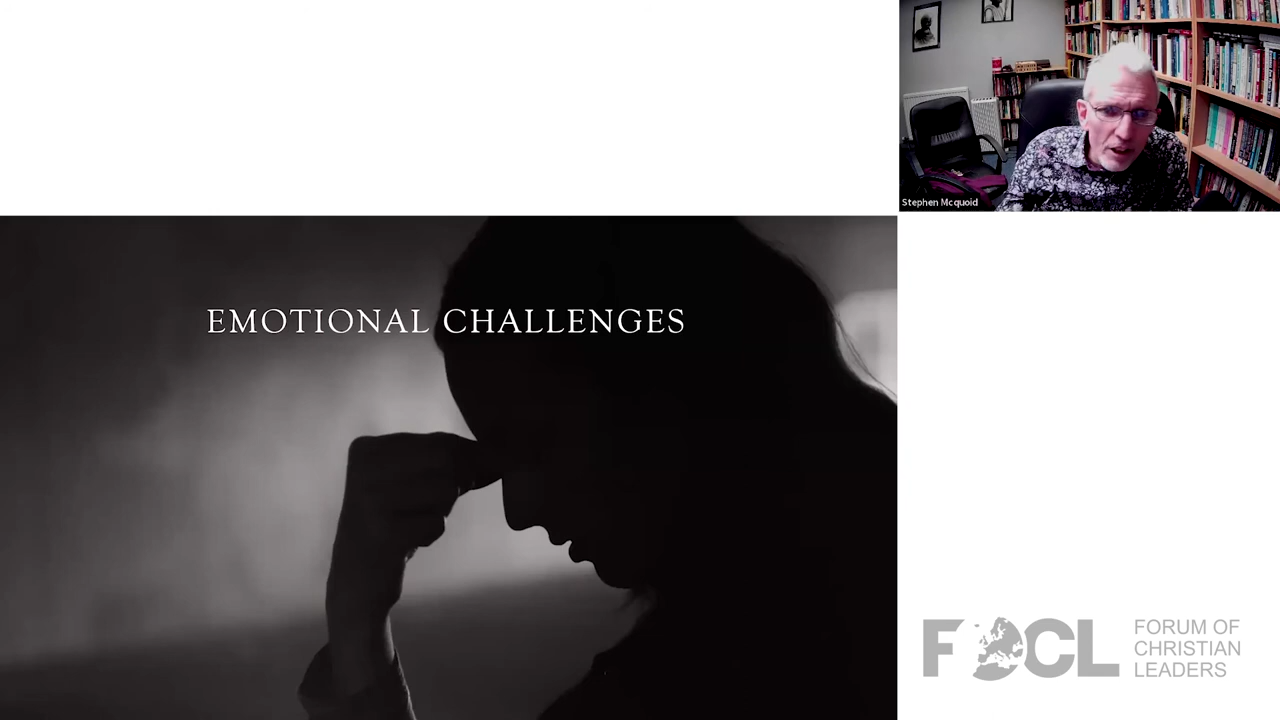 Stephen Mcquoid
EMOTIONAL CHALLENGES
FOCL
FORUM OF
CHRISTIAN
LEADERS